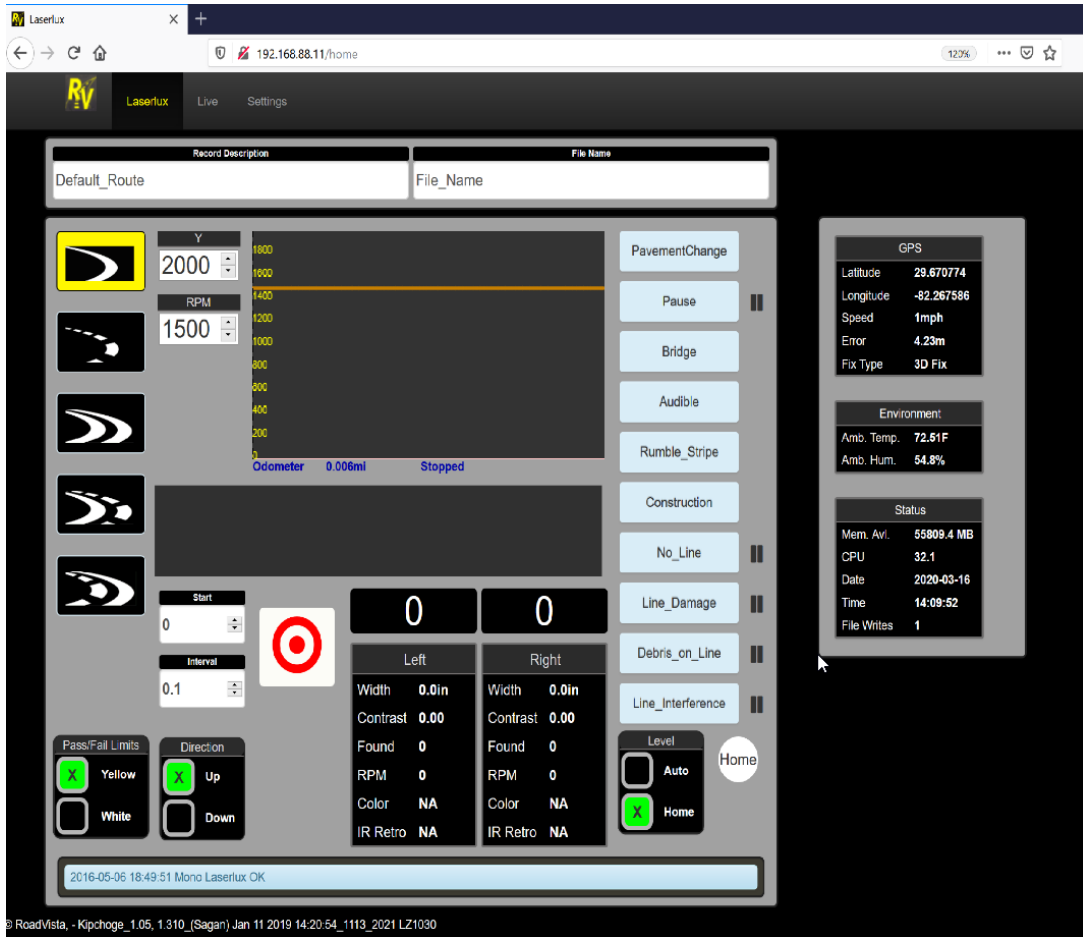 RV Laserlux
192.168.88.11/home
120%
RV
Laserlux Live Settings
Record Description File Name
Default_Route File_Name
Y
2000
RPM
1500
1800
1600
1400
1200
1000
800
600
400
200
0
Odometer 0.006mi Stopped
PavementChange
Pause
Bridge
Audible
Rumble_Stripe
Construction
No_Line
Line_Damage
Debris_on_Line
Line_Interference
Start
0
Interval
0.1
0 0
Left
Width 0.0in
Contrast 0.00
Found 0
RPM 0
Color NA
IR Retro NA
Right
Width 0.0in
Contrast 0.00
Found 0
RPM 0
Color NA
IR Retro NA
Pass/Fail Limits
X Yellow
White
Direction
X Up
Down
Level
Auto
X Home
Home
2016-05-06 18:49:51 Mono Laserlux OK
GPS
Latitude 29.670774
Longitude -82.267586
Speed 1mph
Error 4.23m
Fix Type 3D Fix
Environment
Amb. Temp. 72.51F
Amb. Hum. 54.8%
Status
Mem. Avl. 55809.4 MB
CPU 32.1
Date 2020-03-16
Time 14:09:52
File Writes 1
© RoadVista, - Kipchoge_1.05, 1.310_(Sagan) Jan 11 2019 14:20:54_1113_2021 LZ1030